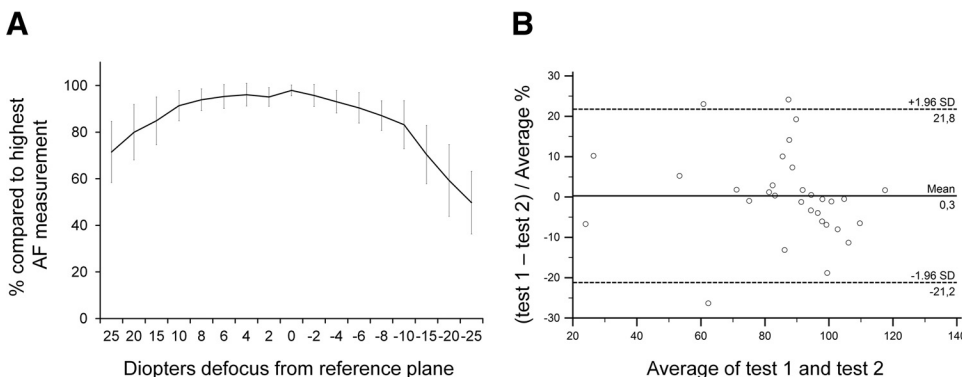 A
% compared to highest
AF measurement
100
80
60
40
20
0
25 20 15 10 8 6 4 2 0 -2 -4 -6 -8 -10 -15 -20 -25
Diopters defocus from reference plane
B
(test 1 – test 2) / Average %
30
20
10
0
-10
-20
-30
+1.96 SD
21,8
Mean
0,3
-1.96 SD
-21,2
20 40 60 80 100 120 140
Average of test 1 and test 2